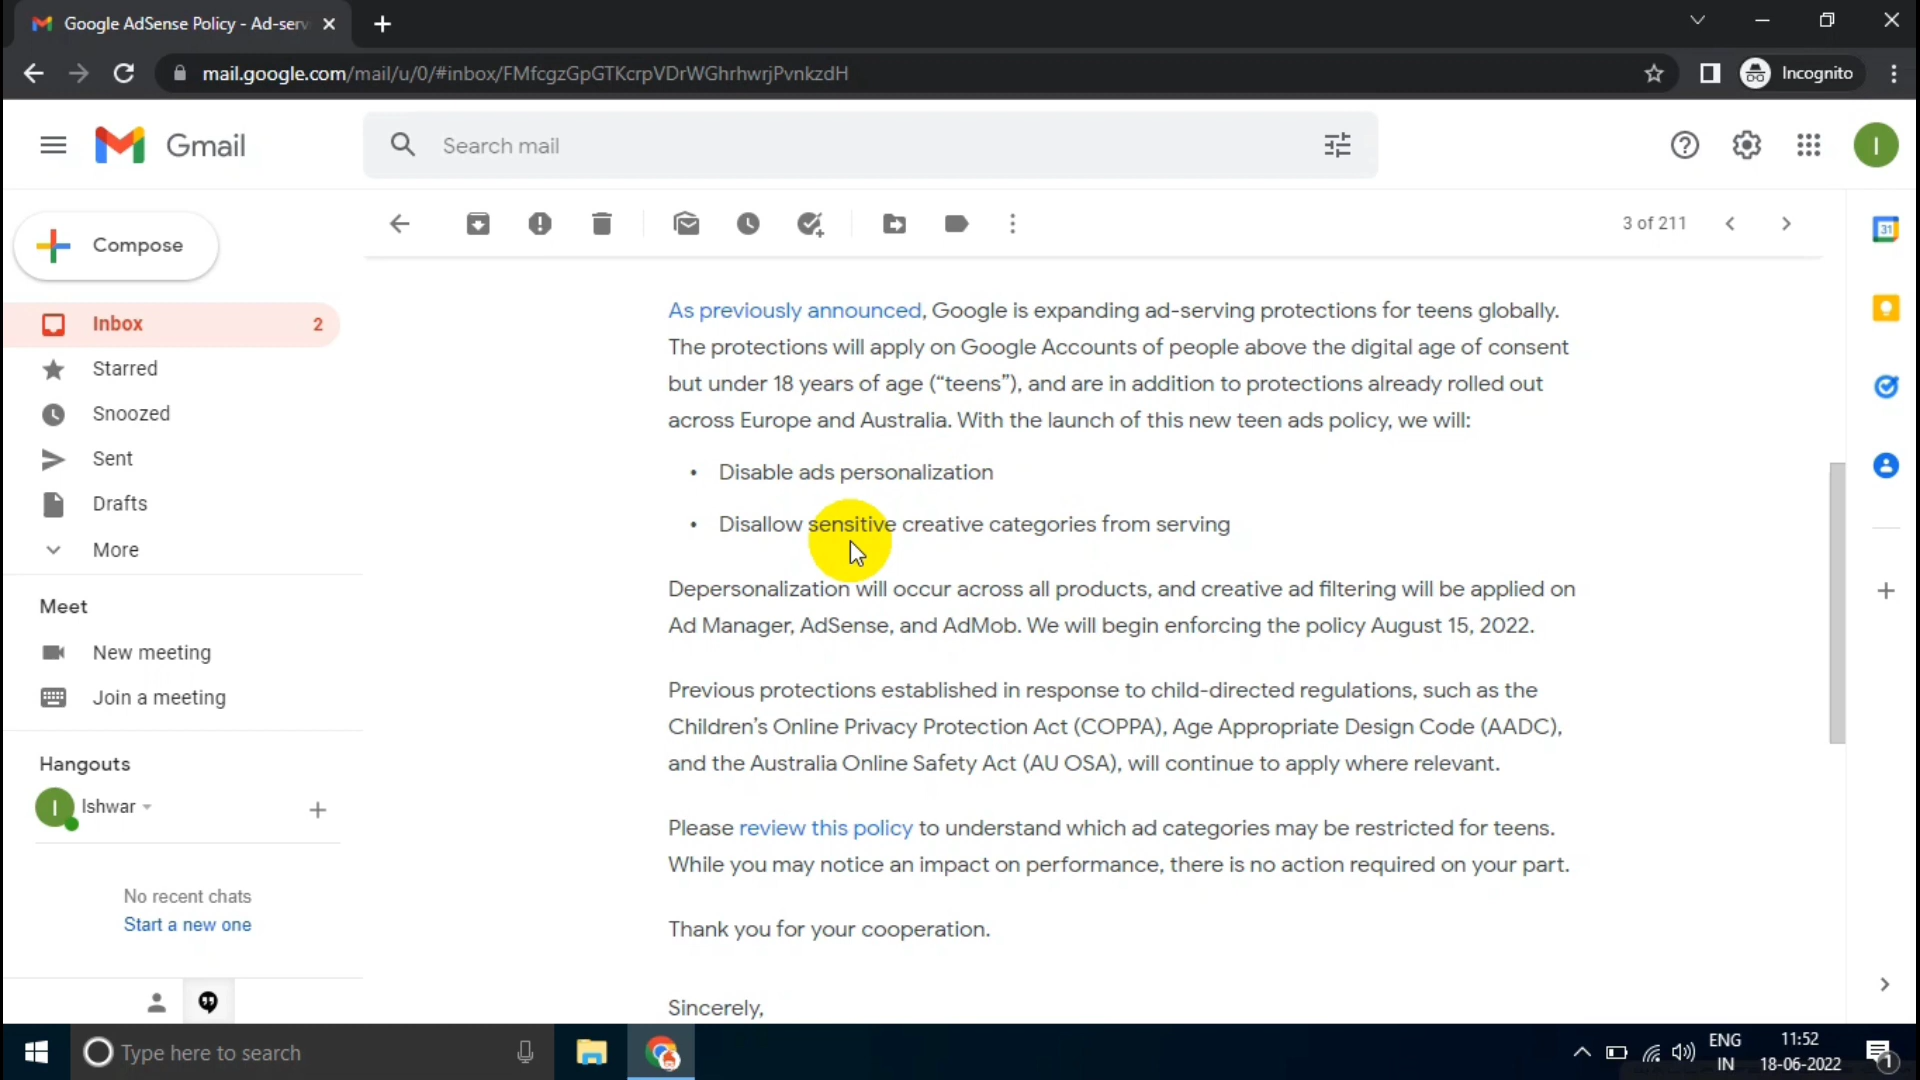 Google AdSense Policy - Ad-serv
mail.google.com/mail/u/0/#inbox/FMfcgzGpGTKcrpVDrWGhrhwrjPvnkzdH
Incognito
Gmail
Search mail
I
Compose
3 of 211
31
Inbox 2
Starred
Snoozed
Sent
Drafts
More
Meet
New meeting
Join a meeting
Hangouts
I Ishwar
No recent chats
Start a new one
As previously announced, Google is expanding ad-serving protections for teens globally.
The protections will apply on Google Accounts of people above the digital age of consent
but under 18 years of age (“teens”), and are in addition to protections already rolled out
across Europe and Australia. With the launch of this new teen ads policy, we will:
• Disable ads personalization
• Disallow sensitive creative categories from serving
Depersonalization will occur across all products, and creative ad filtering will be applied on
Ad Manager, AdSense, and AdMob. We will begin enforcing the policy August 15, 2022.
Previous protections established in response to child-directed regulations, such as the
Children’s Online Privacy Protection Act (COPPA), Age Appropriate Design Code (AADC),
and the Australia Online Safety Act (AU OSA), will continue to apply where relevant.
Please review this policy to understand which ad categories may be restricted for teens.
While you may notice an impact on performance, there is no action required on your part.
Thank you for your cooperation.
Sincerely,
Type here to search
ENG
IN
11:52
18-06-2022
1